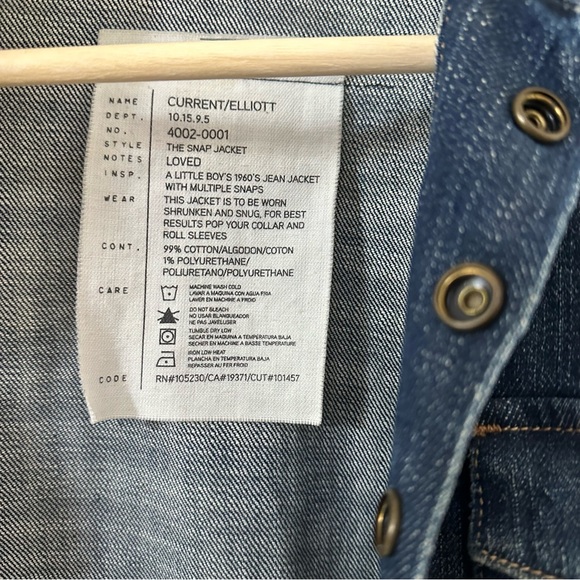 NAME CURRENT/ELLIOTT
DEPT. 10.15.9.5
NO. 4002-0001
STYLE THE SNAP JACKET
NOTES LOVED
INSP. A LITTLE BOY'S 1960'S JEAN JACKET
WITH MULTIPLE SNAPS
WEAR THIS JACKET IS TO BE WORN
SHRUNKEN AND SNUG, FOR BEST
RESULTS POP YOUR COLLAR AND
ROLL SLEEVES
CONT. 99% COTTON/ALGODON/COTON
1% POLYURETHANE/
POLIURETANO/POLYURETHANE
CARE MACHINE WASH COLD
LAVAR A MAQUINA CON AGUA FRIA
LAVER EN MACHINE A FROID
DO NOT BLEACH
NO USAR BLANQUEADOR
NE PAS JAVELLISER
TUMBLE DRY LOW
SECAR EN MAQUINA A TEMPERATURA BAJA
SECHER EN MACHINE A BASSE TEMPERATURE
IRON LOW HEAT
PLANCHA EN TEMPERATURA BAJA
REPASSER AU FER FROID
CODE RN#105230/CA#19371/CUT#101457